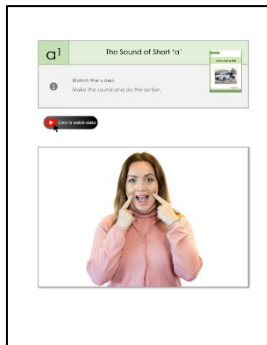 a¹
The Sound of Short 'a'
Watch the video.
Make the sound and do the action.
Click to watch video